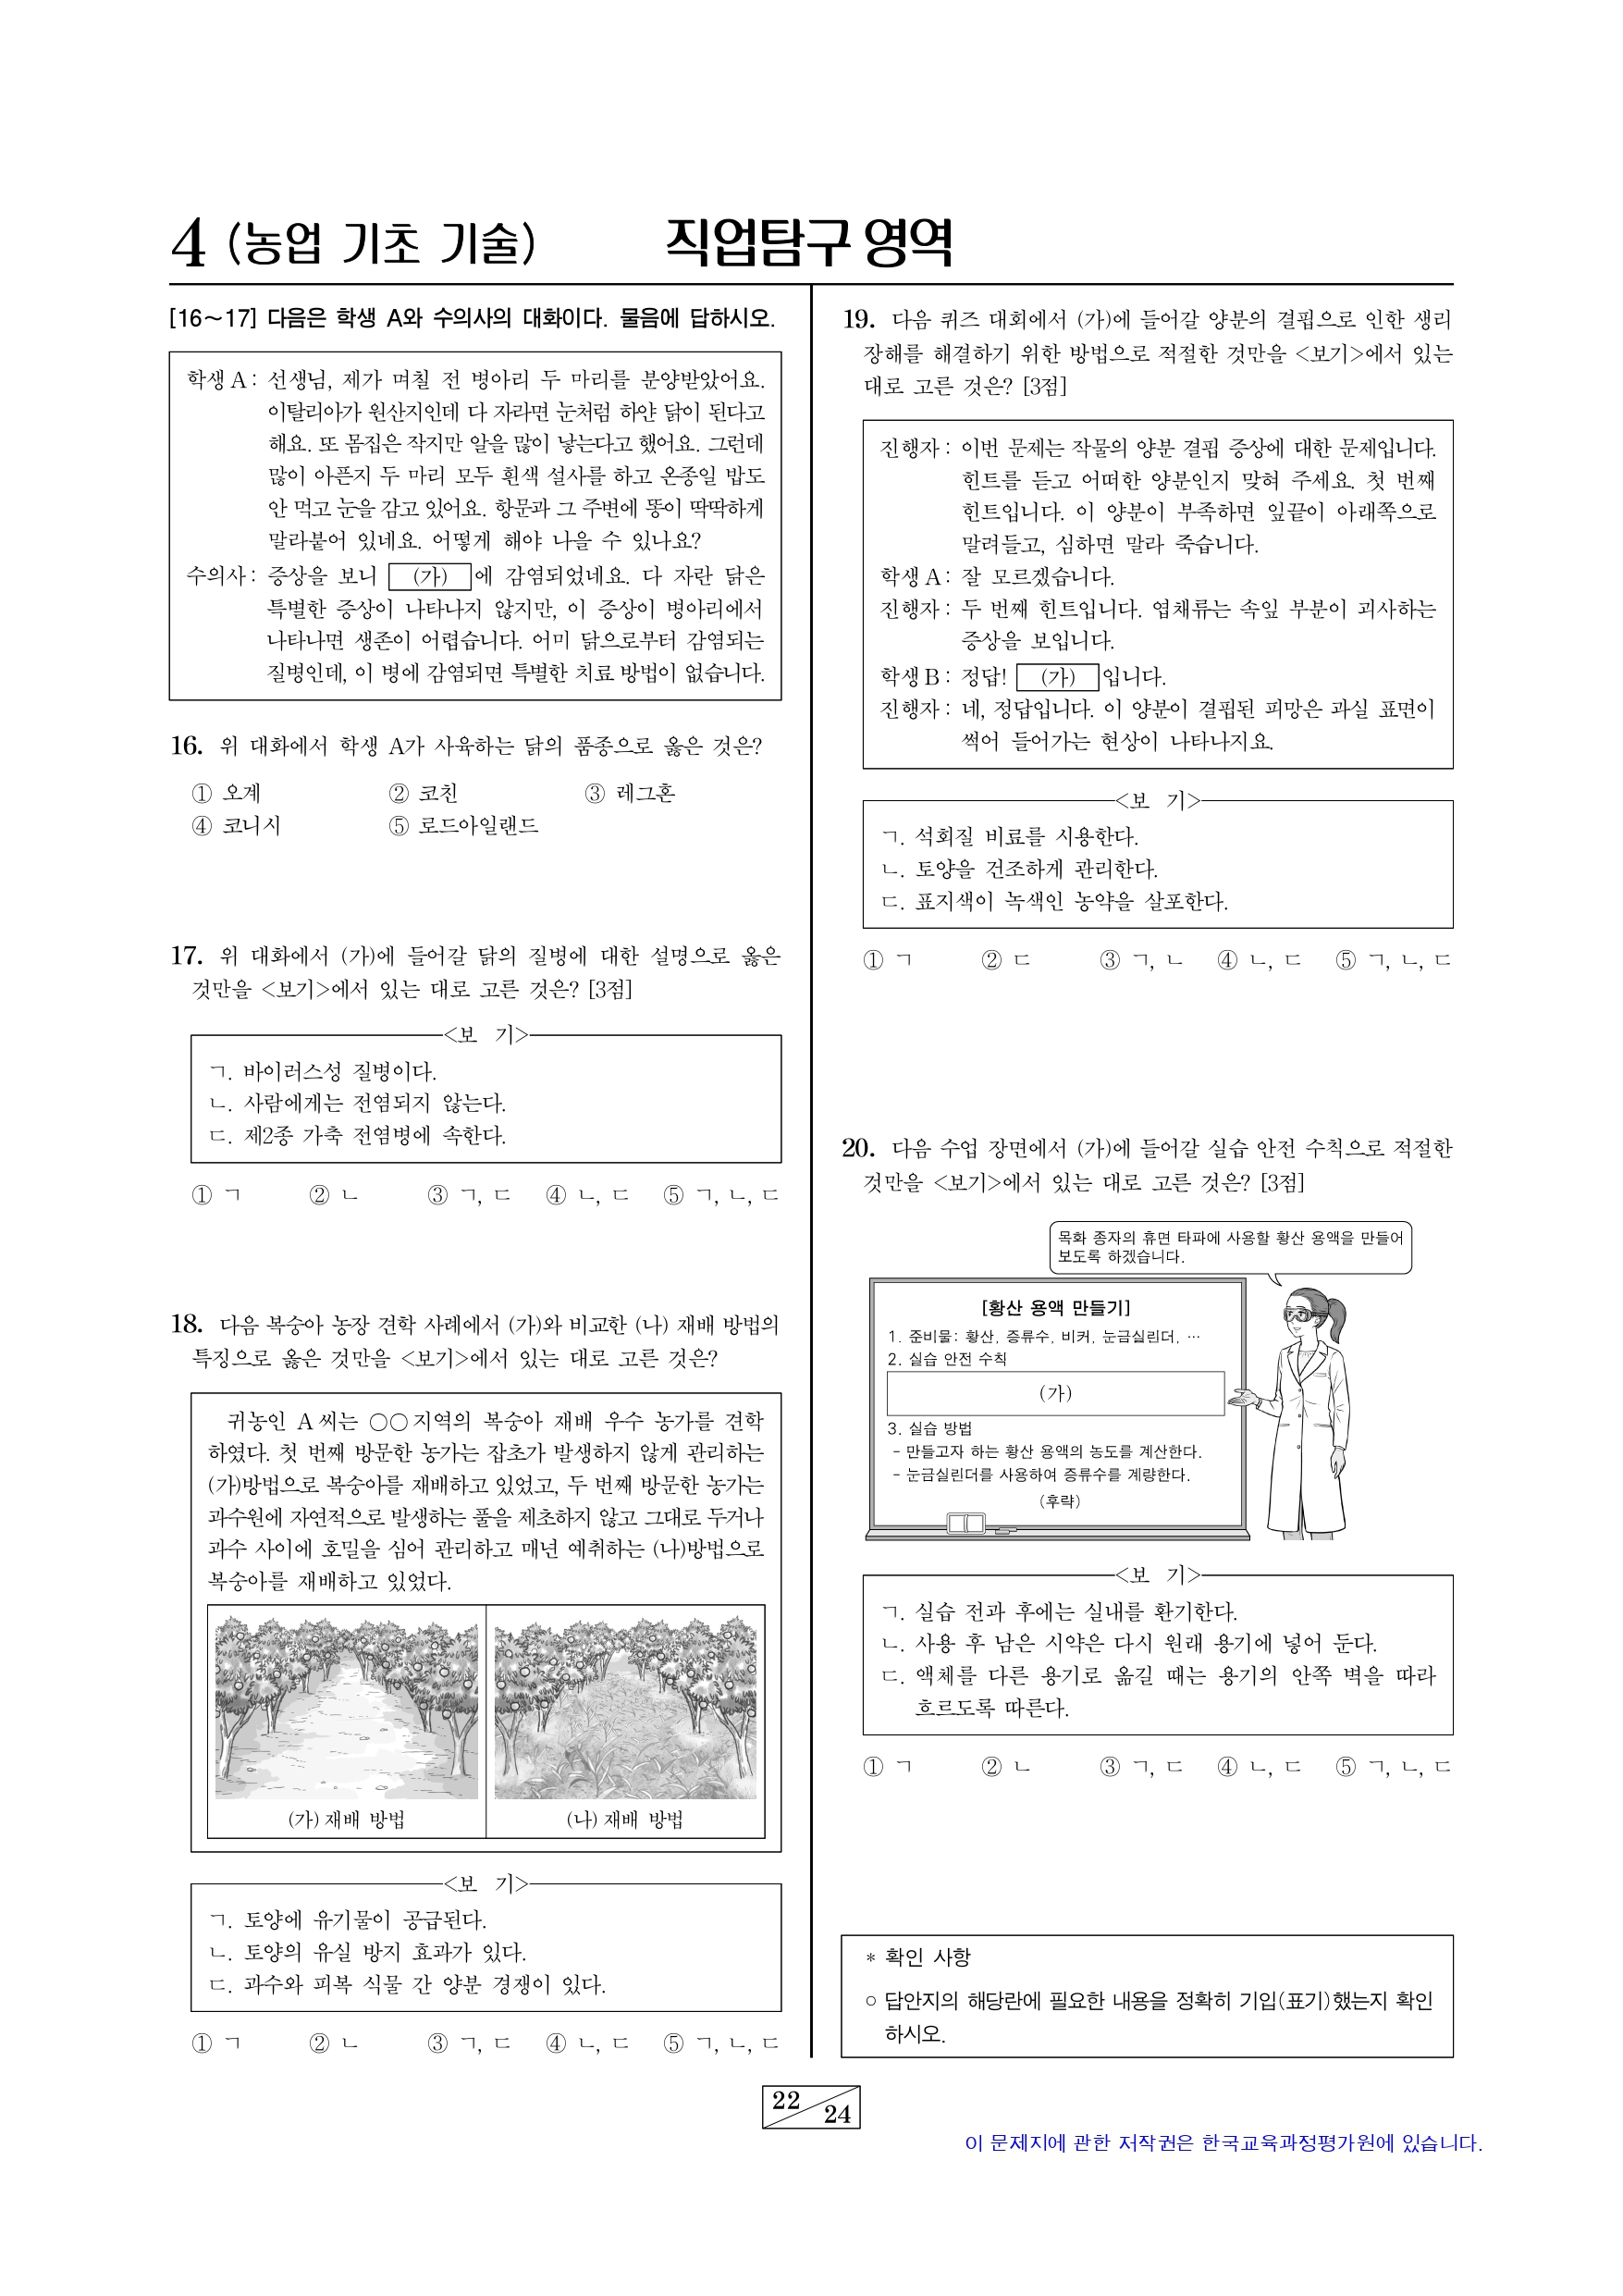 4 (농업 기초 기술)
직업탐구 영역
[16～17] 다음은 학생 A와 수의사의 대화이다. 물음에 답하시오.
학생 A : 선생님, 제가 며칠 전 병아리 두 마리를 분양받았어요.
이탈리아가 원산지인데 다 자라면 눈처럼 하얀 닭이 된다고
해요. 또 몸집은 작지만 알을 많이 낳는다고 했어요. 그런데
많이 아픈지 두 마리 모두 흰색 설사를 하고 온종일 밥도
안 먹고 눈을 감고 있어요. 항문과 그 주변에 똥이 딱딱하게
말라붙어 있네요. 어떻게 해야 나을 수 있나요?
수의사 : 증상을 보니 (가) 에 감염되었네요. 다 자란 닭은
특별한 증상이 나타나지 않지만, 이 증상이 병아리에서
나타나면 생존이 어렵습니다. 어미 닭으로부터 감염되는
질병인데, 이 병에 감염되면 특별한 치료 방법이 없습니다.
16. 위 대화에서 학생 A가 사육하는 닭의 품종으로 옳은 것은?
① 오계 ② 코친 ③ 레그혼
④ 코니시 ⑤ 로드아일랜드
17. 위 대화에서 (가)에 들어갈 닭의 질병에 대한 설명으로 옳은
것만을 <보기>에서 있는 대로 고른 것은? [3점]
<보 기>
ㄱ. 바이러스성 질병이다.
ㄴ. 사람에게는 전염되지 않는다.
ㄷ. 제2종 가축 전염병에 속한다.
① ㄱ ② ㄴ ③ ㄱ, ㄷ ④ ㄴ, ㄷ ⑤ ㄱ, ㄴ, ㄷ
18. 다음 복숭아 농장 견학 사례에서 (가)와 비교한 (나) 재배 방법의
특징으로 옳은 것만을 <보기>에서 있는 대로 고른 것은?
귀농인 A 씨는 ○○ 지역의 복숭아 재배 우수 농가를 견학
하였다. 첫 번째 방문한 농가는 잡초가 발생하지 않게 관리하는
(가)방법으로 복숭아를 재배하고 있었고, 두 번째 방문한 농가는
과수원에 자연적으로 발생하는 풀을 제초하지 않고 그대로 두거나
과수 사이에 호밀을 심어 관리하고 매년 예취하는 (나)방법으로
복숭아를 재배하고 있었다.
(가) 재배 방법 (나) 재배 방법
<보 기>
ㄱ. 토양에 유기물이 공급된다.
ㄴ. 토양의 유실 방지 효과가 있다.
ㄷ. 과수와 피복 식물 간 양분 경쟁이 있다.
① ㄱ ② ㄴ ③ ㄱ, ㄷ ④ ㄴ, ㄷ ⑤ ㄱ, ㄴ, ㄷ
19. 다음 퀴즈 대회에서 (가)에 들어갈 양분의 결핍으로 인한 생리
장해를 해결하기 위한 방법으로 적절한 것만을 <보기>에서 있는
대로 고른 것은? [3점]
진행자 : 이번 문제는 작물의 양분 결핍 증상에 대한 문제입니다.
힌트를 듣고 어떠한 양분인지 맞혀 주세요. 첫 번째
힌트입니다. 이 양분이 부족하면 잎끝이 아래쪽으로
말려들고, 심하면 말라 죽습니다.
학생 A : 잘 모르겠습니다.
진행자 : 두 번째 힌트입니다. 엽채류는 속잎 부분이 괴사하는
증상을 보입니다.
학생 B : 정답! (가) 입니다.
진행자 : 네, 정답입니다. 이 양분이 결핍된 피망은 과실 표면이
썩어 들어가는 현상이 나타나지요.
<보 기>
ㄱ. 석회질 비료를 시용한다.
ㄴ. 토양을 건조하게 관리한다.
ㄷ. 표지색이 녹색인 농약을 살포한다.
① ㄱ ② ㄷ ③ ㄱ, ㄴ ④ ㄴ, ㄷ ⑤ ㄱ, ㄴ, ㄷ
20. 다음 수업 장면에서 (가)에 들어갈 실습 안전 수칙으로 적절한
것만을 <보기>에서 있는 대로 고른 것은? [3점]
목화 종자의 휴면 타파에 사용할 황산 용액을 만들어
보도록 하겠습니다.
[황산 용액 만들기]
1. 준비물: 황산, 증류수, 비커, 눈금실린더, …
2. 실습 안전 수칙
(가)
3. 실습 방법
- 만들고자 하는 황산 용액의 농도를 계산한다.
- 눈금실린더를 사용하여 증류수를 계량한다.
(후략)
<보 기>
ㄱ. 실습 전과 후에는 실내를 환기한다.
ㄴ. 사용 후 남은 시약은 다시 원래 용기에 넣어 둔다.
ㄷ. 액체를 다른 용기로 옮길 때는 용기의 안쪽 벽을 따라
흐르도록 따른다.
① ㄱ ② ㄴ ③ ㄱ, ㄷ ④ ㄴ, ㄷ ⑤ ㄱ, ㄴ, ㄷ
* 확인 사항
○ 답안지의 해당란에 필요한 내용을 정확히 기입(표기)했는지 확인
하시오.
22 24
이 문제지에 관한 저작권은 한국교육과정평가원에 있습니다.